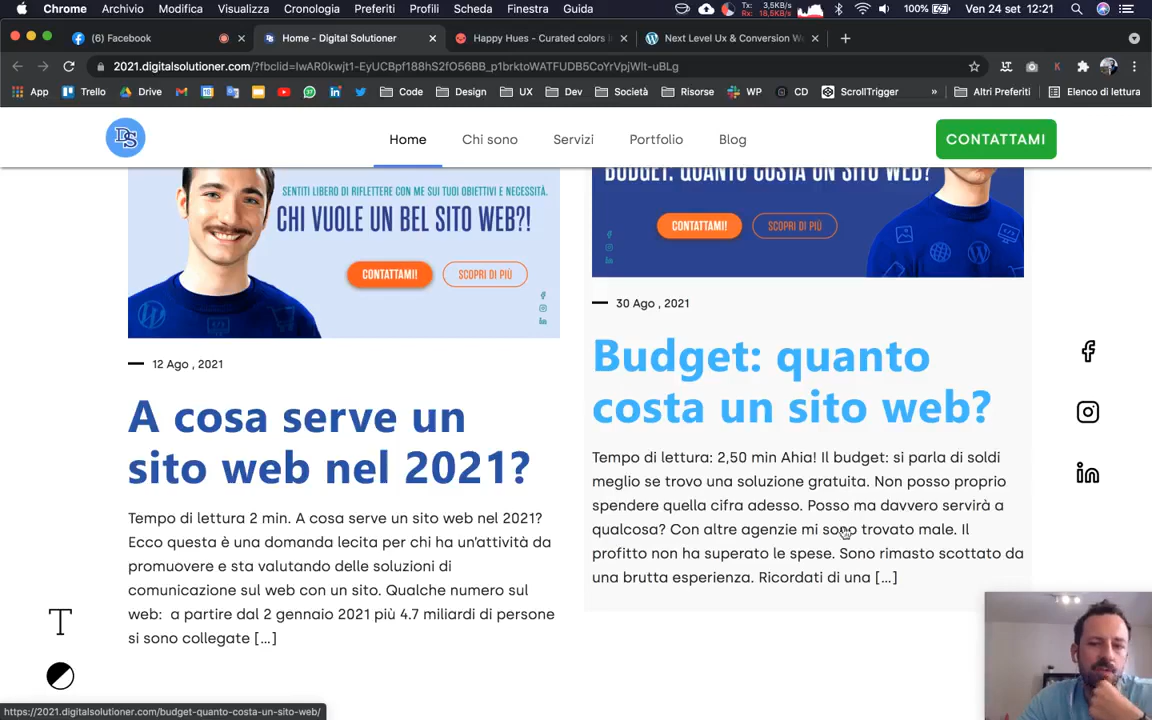 Chrome Archivio Modifica Visualizza Cronologia Preferiti Profili Scheda Finestra Guida
Tx: 3,5KB/s
Rx: 18,5KB/s
100% Ven 24 set 12:21
(6) Facebook
Home - Digital Solutioner
Happy Hues - Curated colors i
Next Level Ux & Conversion W
2021.digitalsolutioner.com/?fbclid=IwAR0kwjt1-EyUCBpf188hS2fO56BB_p1brktoWATFUDB5CoYrVpjWlt-uBLg
App Trello Drive Code Design UX Dev Società Risorse WP CD ScrollTrigger » Altri Preferiti Elenco di lettura
DS
Home Chi sono Servizi Portfolio Blog
CONTATTAMI
SENTITI LIBERO DI RIFLETTERE CON ME SUI TUOI OBIETTIVI E NECESSITÀ.
CHI VUOLE UN BEL SITO WEB?!
CONTATTAMI! SCOPRI DI PIÙ
12 Ago , 2021
A cosa serve un
sito web nel 2021?
Tempo di lettura 2 min. A cosa serve un sito web nel 2021?
Ecco questa è una domanda lecita per chi ha un'attività da
promuovere e sta valutando delle soluzioni di
comunicazione sul web con un sito. Qualche numero sul
web: a partire dal 2 gennaio 2021 più 4.7 miliardi di persone
si sono collegate [...]
BUDGET: QUANTO COSTA UN SITO WEB?
CONTATTAMI!! SCOPRI DI PIÙ
30 Ago , 2021
Budget: quanto
costa un sito web?
Tempo di lettura: 2,50 min Ahia! Il budget: si parla di soldi
meglio se trovo una soluzione gratuita. Non posso proprio
spendere quella cifra adesso. Posso ma davvero servirà a
qualcosa? Con altre agenzie mi sono trovato male. Il
profitto non ha superato le spese. Sono rimasto scottato da
una brutta esperienza. Ricordati di una [...]
T
https://2021.digitalsolutioner.com/budget-quanto-costa-un-sito-web/